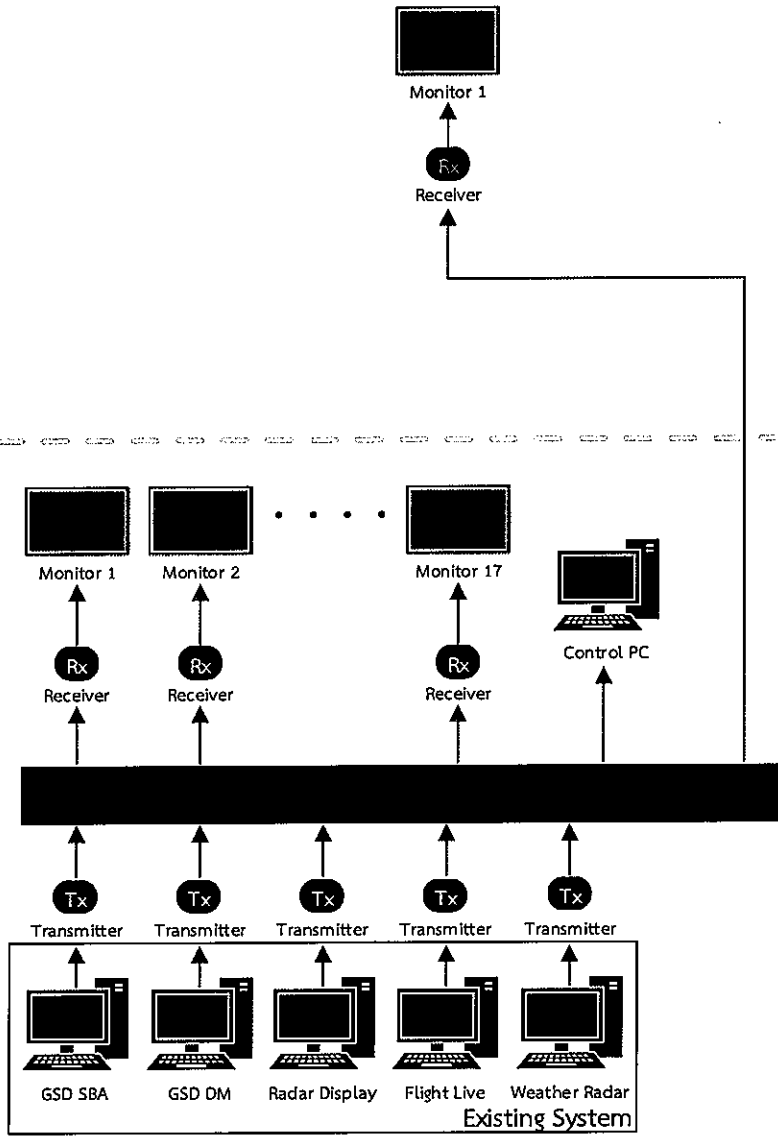 Monitor 1
Rx
Receiver
Monitor 1 Monitor 2 Monitor 17
Rx Rx Rx
Control PC
Receiver Receiver Receiver
Tx Tx Tx Tx Tx
Transmitter Transmitter Transmitter Transmitter Transmitter
GSD SBA GSD DM Radar Display Flight Live Weather Radar
Existing System